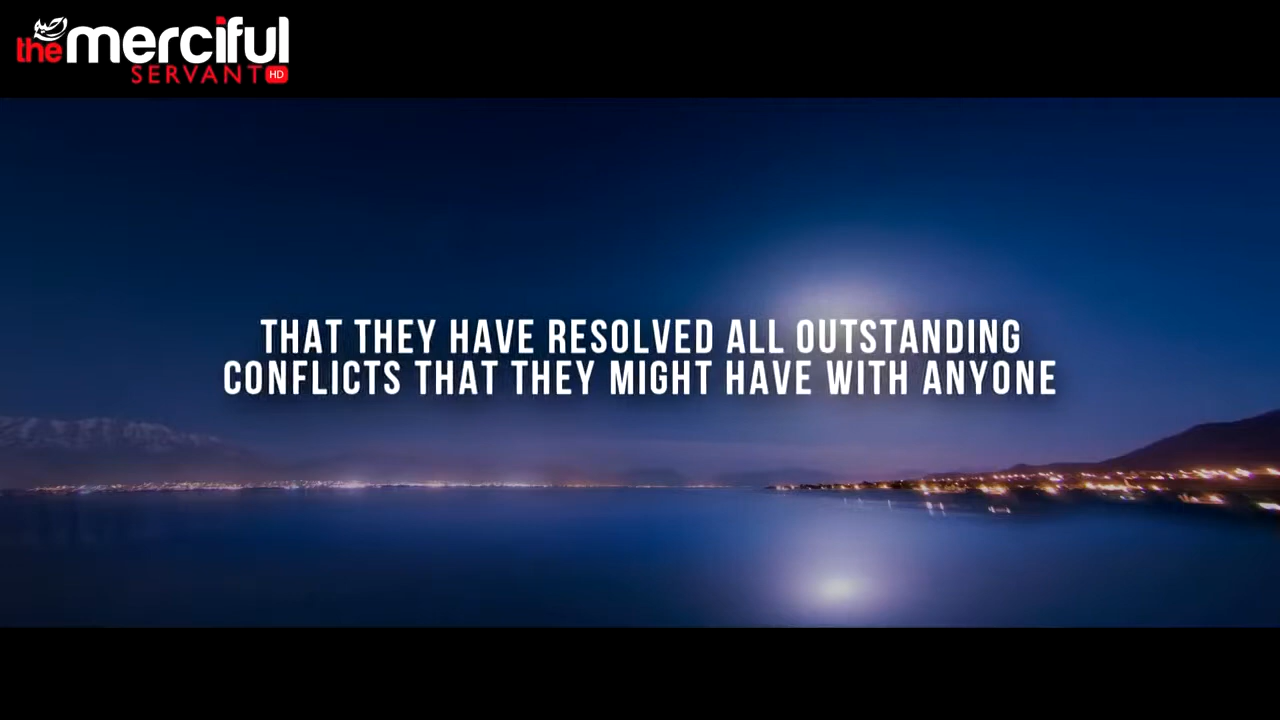 the merciful
SERVANT HD
THAT THEY HAVE RESOLVED ALL OUTSTANDING
CONFLICTS THAT THEY MIGHT HAVE WITH ANYONE